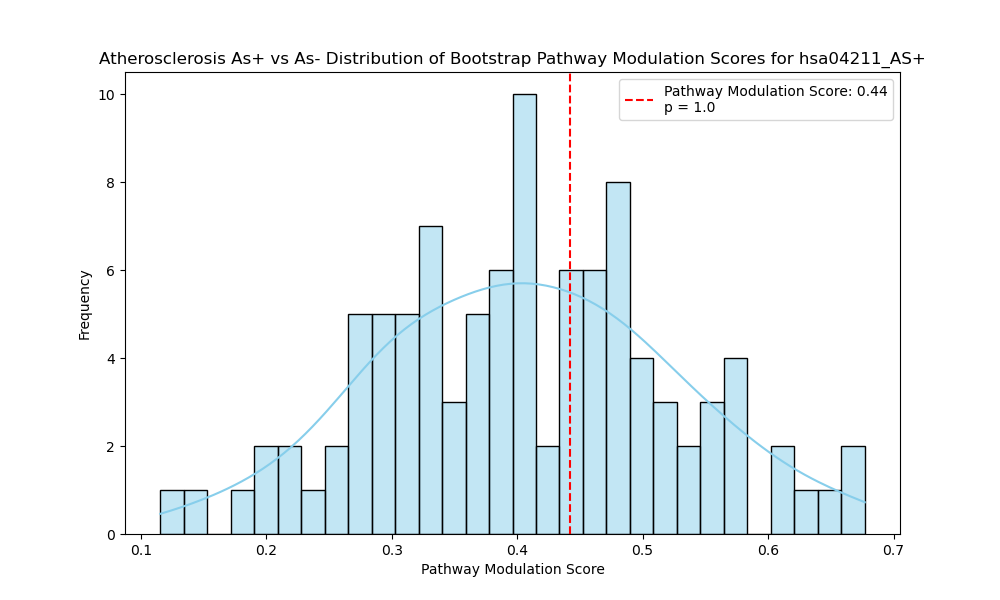 Atherosclerosis As+ vs As- Distribution of Bootstrap Pathway Modulation Scores for hsa04211_AS+
Pathway Modulation Score: 0.44
p = 1.0
Frequency
10
8
6
4
2
0
0.1 0.2 0.3 0.4 0.5 0.6 0.7
Pathway Modulation Score